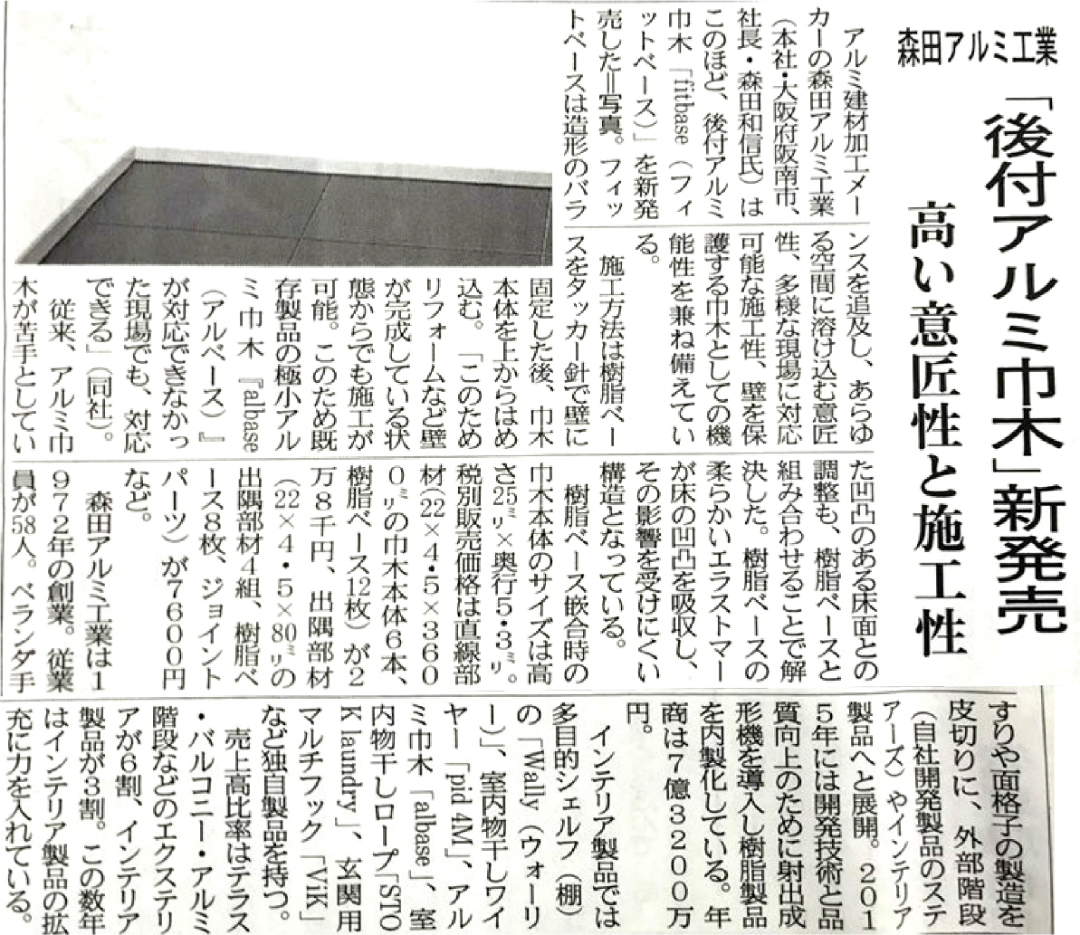 森田アルミ工業
「後付アルミ巾木」新発売
高い意匠性と施工性
アルミ建材加工メー
カーの森田アルミ工業
（本社・大阪府阪南市、
社長・森田和信氏）は
このほど、後付アルミ
巾木「fitbase（フィ
ットベース）」を新発
売した＝写真。フィッ
トベースは造形のバラ
ンスを追及し、あらゆ
る空間に溶け込む意匠
性、多様な現場に対応
可能な施工性、壁を保
護する巾木としての機
能性を兼ね備えてい
る。
施工方法は樹脂ベー
スをタッカー針で壁に
固定した後、巾木
本体を上からはめ
込む。「このため
リフォームなど壁
が完成している状
態からでも施工が
可能。このため既
存製品の極小アル
ミ巾木『albase
（アルベース）』
が対応できなかっ
た現場でも、対応
できる」（同社）。
従来、アルミ巾
木が苦手としてい
た凹凸のある床面との
調整も、樹脂ベースと
組み合わせることで解
決した。樹脂ベースの
柔らかいエラストマー
が床の凹凸を吸収し、
その影響を受けにくい
構造となっている。
樹脂ベース嵌合時の
巾木本体のサイズは高
さ25㍉×奥行5・3㍉。
税別販売価格は直線部
材（22×4・5×360
0㍉の巾木本体6本、
樹脂ベース12枚）が2
万8千円、出隅部材
（22×4・5×80㍉の
出隅部材4組、樹脂ベ
ース8枚、ジョイント
パーツ）が7600円
など。
森田アルミ工業は1
972年の創業。従業
員が58人。ベランダ手
すりや面格子の製造を
皮切りに、外部階段
（自社開発製品のステ
アーズ）やインテリア
製品へと展開。201
5年には開発技術と品
質向上のために射出成
形機を導入し樹脂製品
を内製化している。年
商は7億3200万
円。
インテリア製品では
多目的シェルフ（棚）
の「Wally（ウォーリ
ー）」、室内物干しワイ
ヤー「pid 4M」、アル
ミ巾木「albase」、室
内物干しロープ「STO
K laundry」、玄関用
マルチフック「ViK」
など独自製品を持つ。
売上高比率はテラス
・バルコニー・アルミ
階段などのエクステリ
アが6割、インテリア
製品が3割。この数年
はインテリア製品の拡
充に力を入れている。